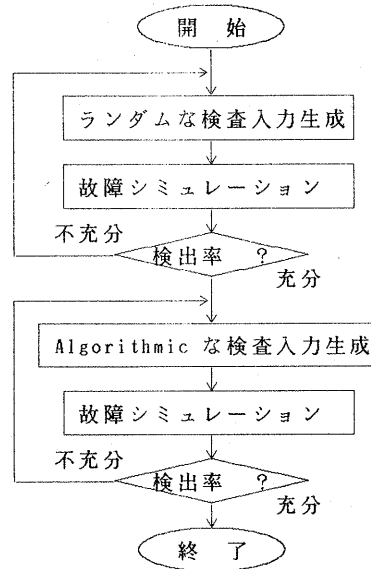 開 始
ランダムな検査入力生成
故障シミュレーション
不充分
検出率 ?
充分
Algorithmic な検査入力生成
故障シミュレーション
不充分
検出率 ?
充分
終 了